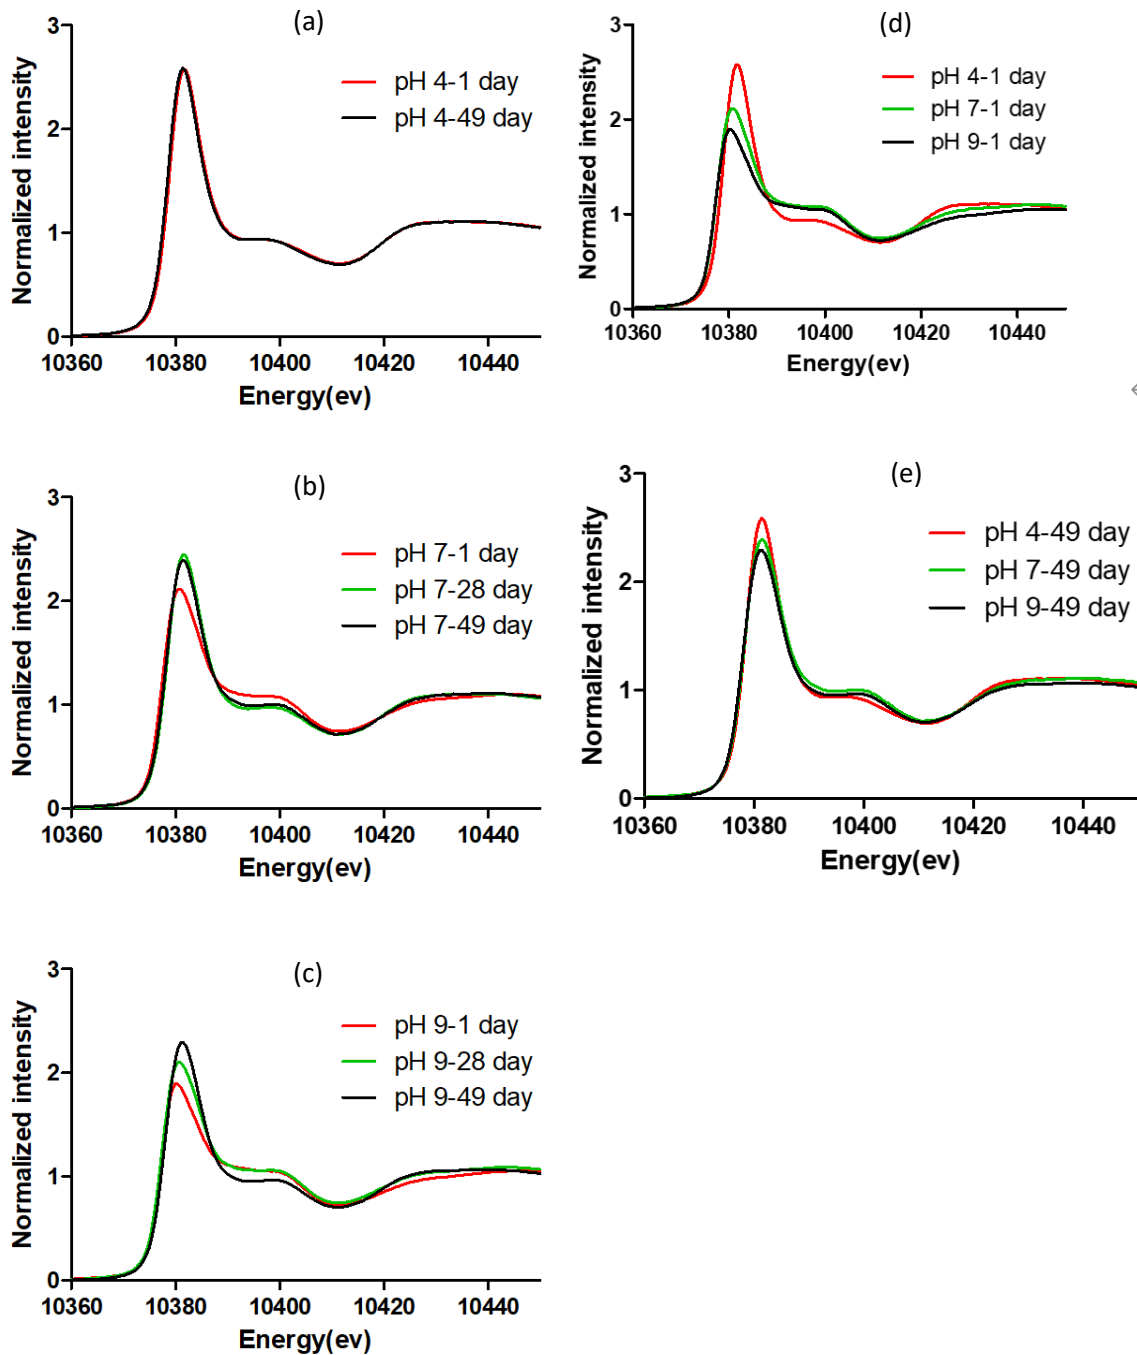 (a)
Normalized intensity
3
2
1
0
pH 4-1 day
pH 4-49 day
10360 10380 10400 10420 10440
Energy(ev)
(d)
Normalized intensity
3
2
1
0
pH 4-1 day
pH 7-1 day
pH 9-1 day
10360 10380 10400 10420 10440
Energy(ev)
(b)
Normalized intensity
3
2
1
0
pH 7-1 day
pH 7-28 day
pH 7-49 day
10360 10380 10400 10420 10440
Energy(ev)
(e)
Normalized intensity
3
2
1
0
pH 4-49 day
pH 7-49 day
pH 9-49 day
10360 10380 10400 10420 10440
Energy(ev)
(c)
Normalized intensity
3
2
1
0
pH 9-1 day
pH 9-28 day
pH 9-49 day
10360 10380 10400 10420 10440
Energy(ev)